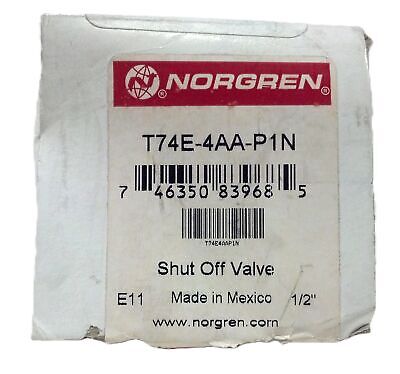 NORGREN
T74E-4AA-P1N
7 46350 83968 5
T74E4AAP1N
Shut Off Valve
E11 Made in Mexico 1/2"
www.norgren.com